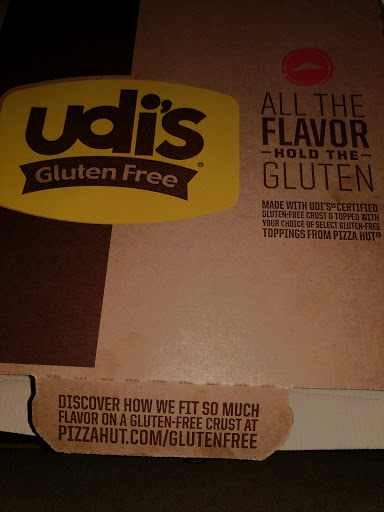 udi's®
Gluten Free
ALL THE
FLAVOR
- HOLD THE -
GLUTEN
MADE WITH UDI'S® CERTIFIED
GLUTEN-FREE CRUST & TOPPED WITH
YOUR CHOICE OF SELECT GLUTEN-FREE
TOPPINGS FROM PIZZA HUT®
DISCOVER HOW WE FIT SO MUCH
FLAVOR ON A GLUTEN-FREE CRUST AT
PIZZAHUT.COM/GLUTENFREE